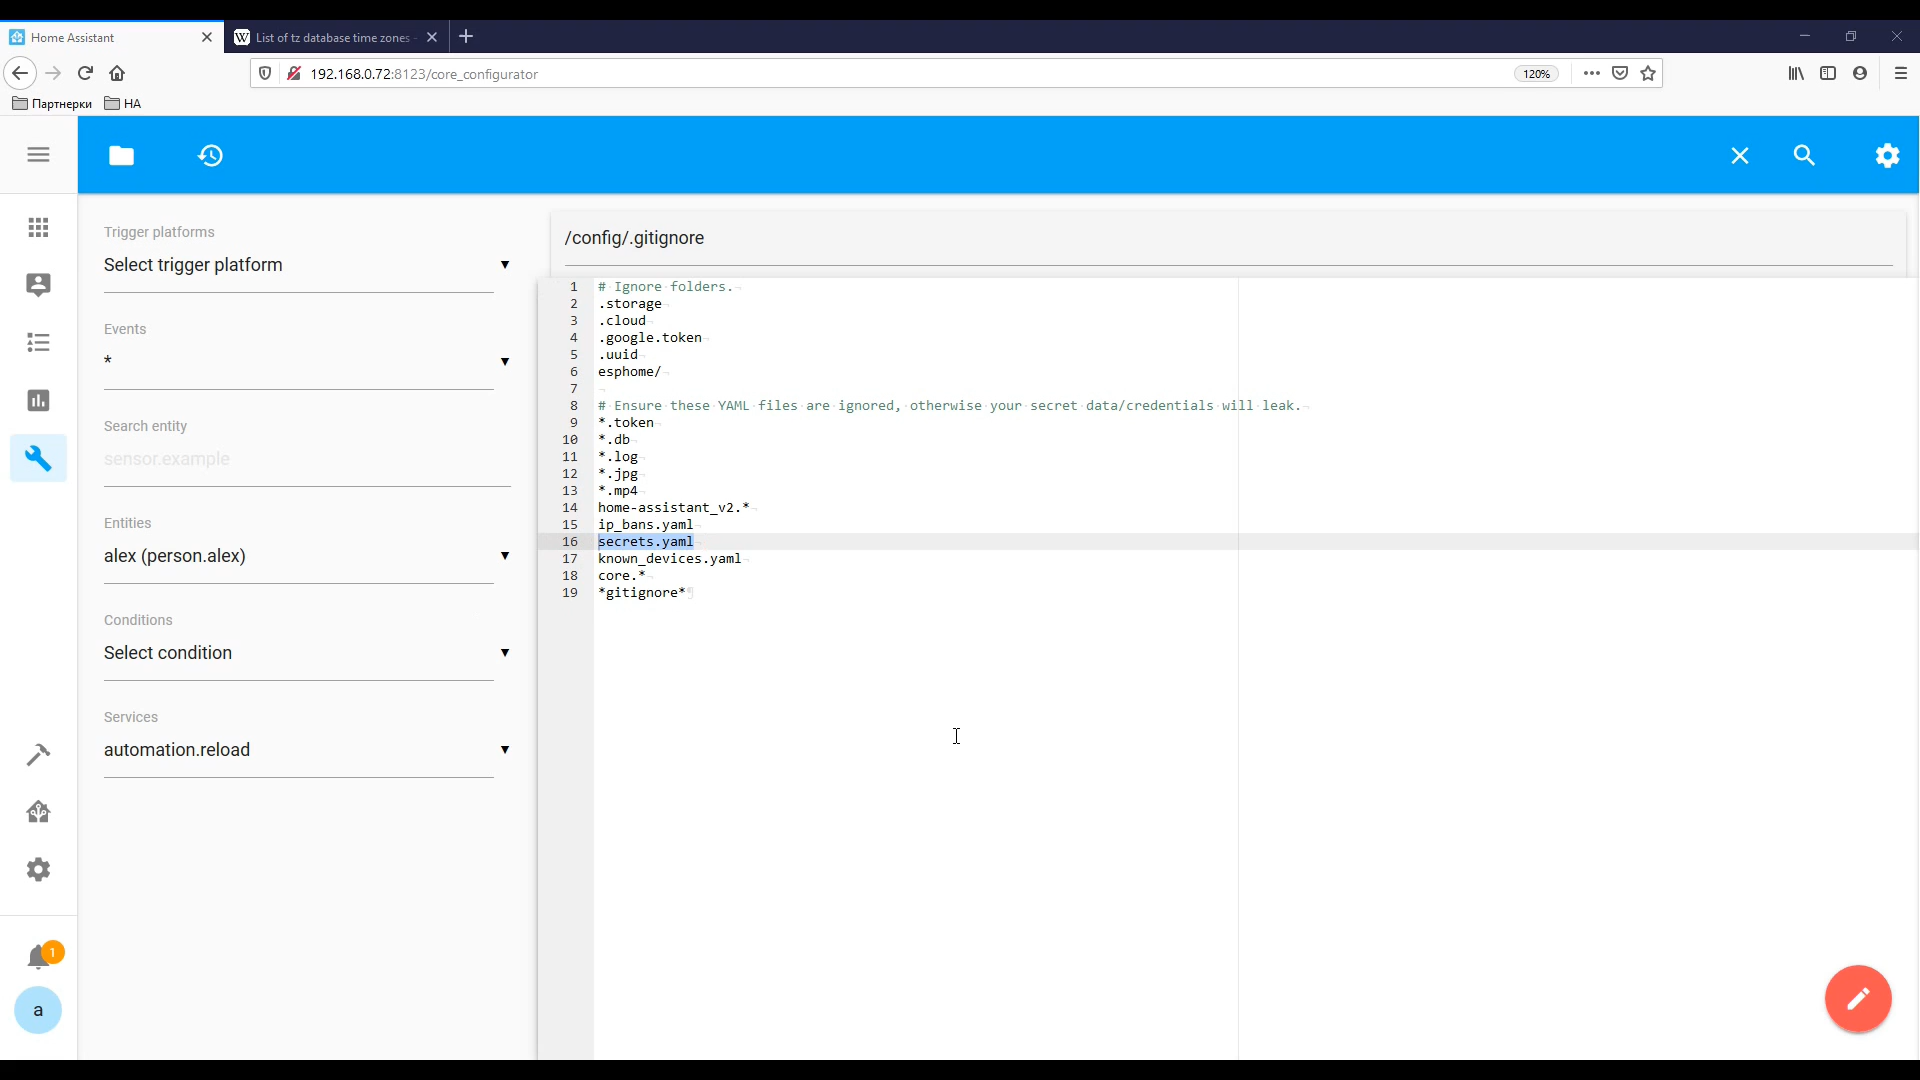 Home Assistant
W List of tz database time zones -
192.168.0.72:8123/core_configurator
120%
Партнерки
НА
Trigger platforms
Select trigger platform
Events
*
Search entity
sensor.example
Entities
alex (person.alex)
Conditions
Select condition
Services
automation.reload
1
a
/config/.gitignore
1 # Ignore folders.
2 .storage
3 .cloud
4 .google.token
5 .uuid
6 esphome/
7
8 # Ensure these YAML files are ignored, otherwise your secret data/credentials will leak.
9 *.token
10 *.db
11 *.log
12 *.jpg
13 *.mp4
14 home-assistant_v2.*
15 ip_bans.yaml
16 secrets.yaml
17 known_devices.yaml
18 core.*
19 *gitignore*